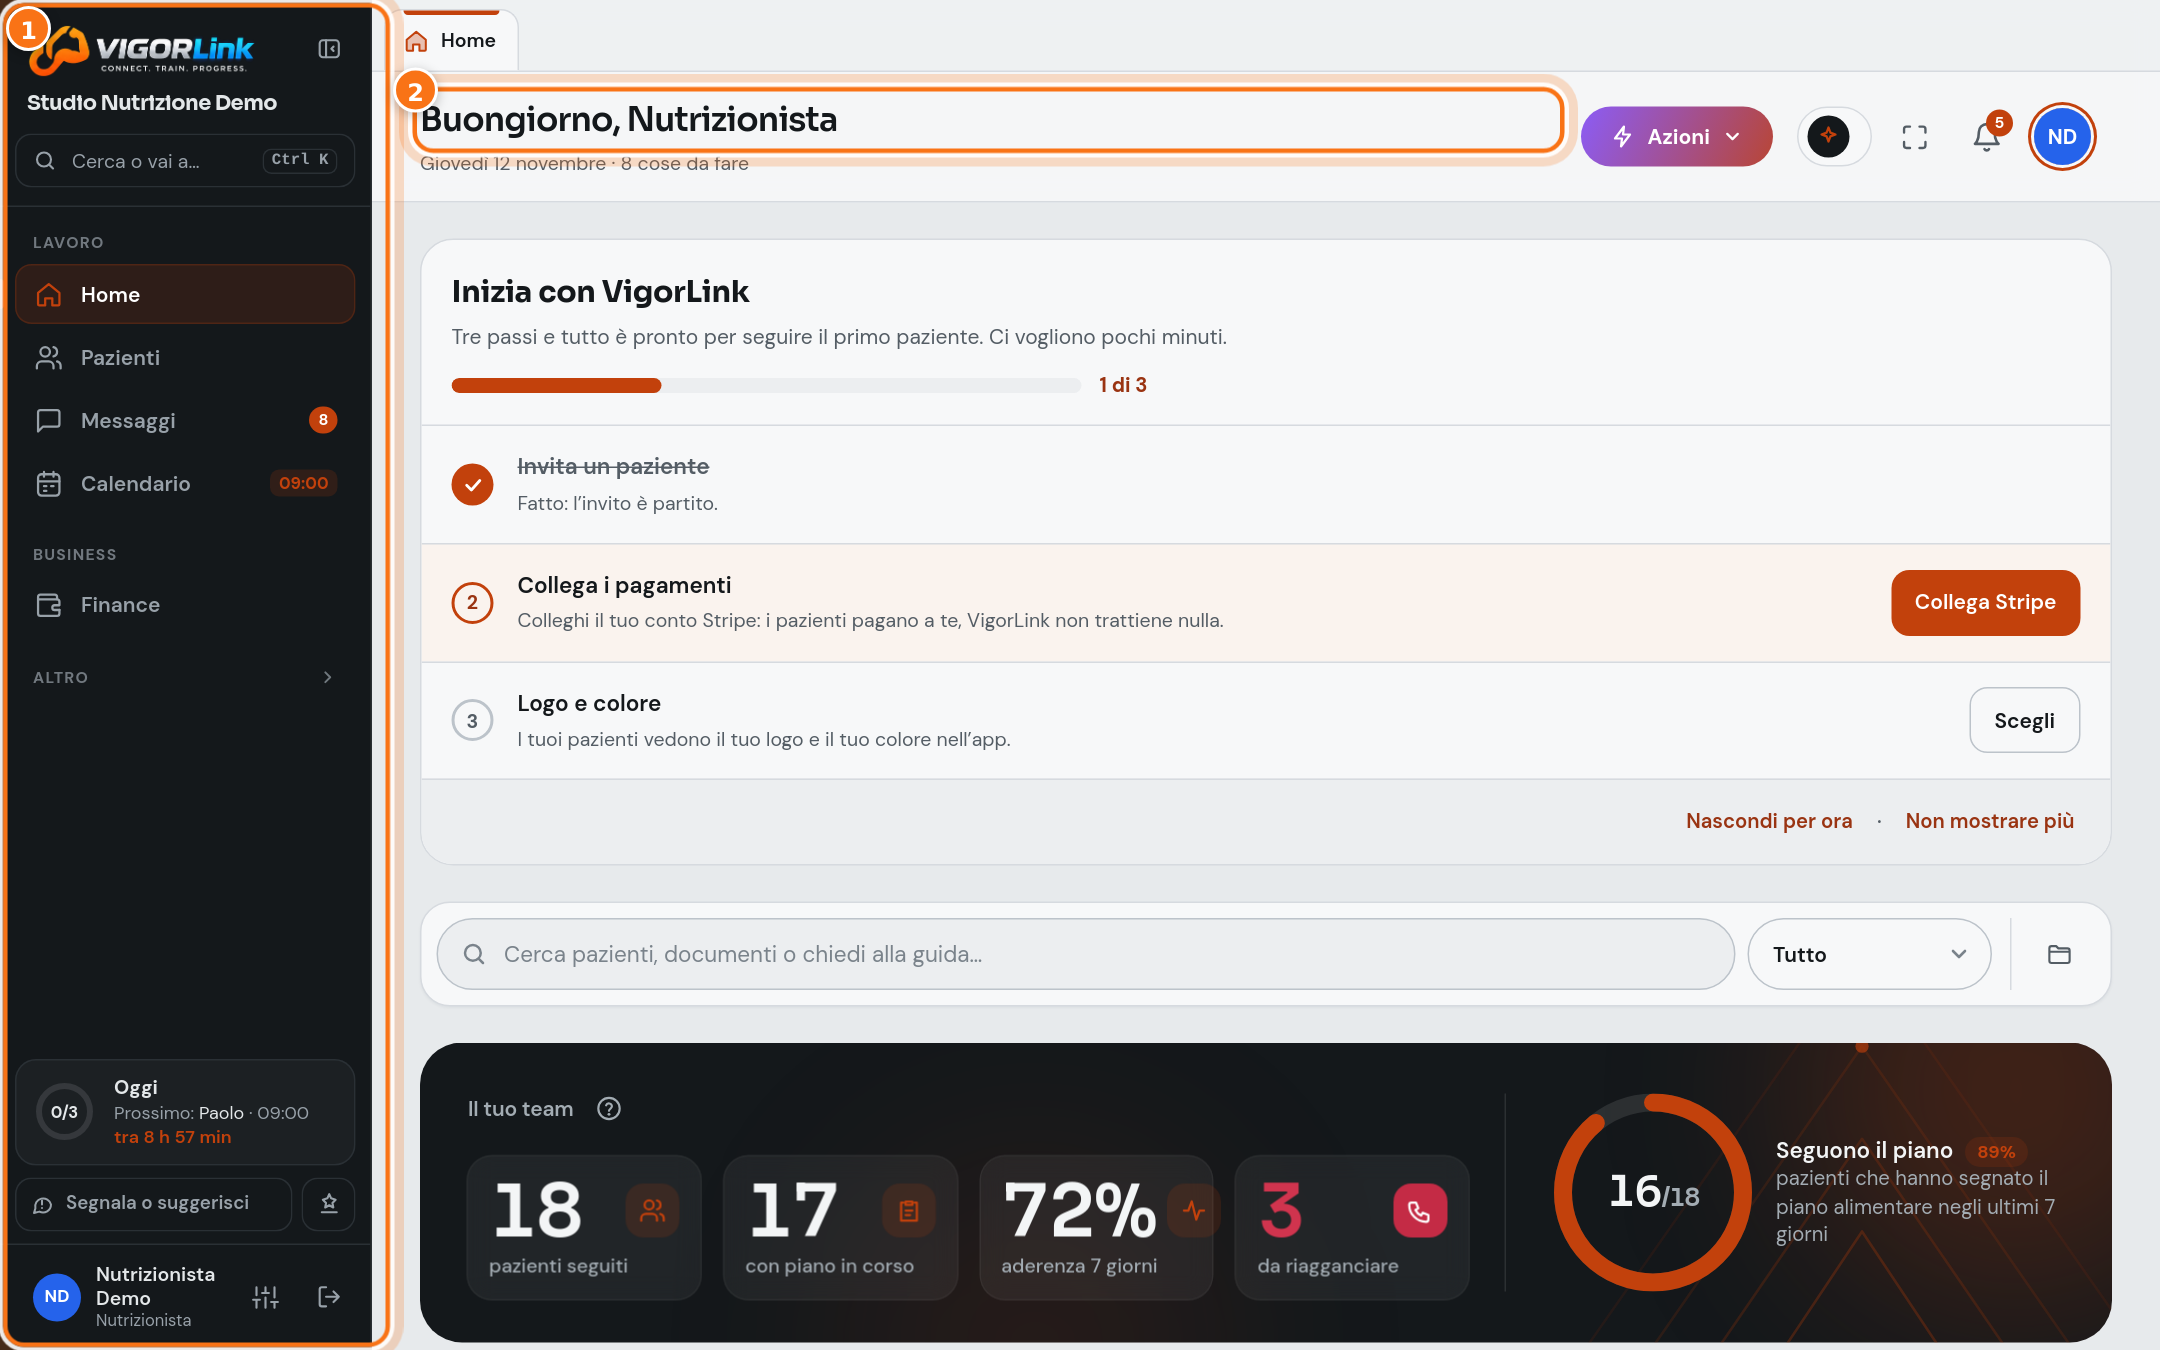 1
VIGORLink
CONNECT. TRAIN. PROGRESS.
Studio Nutrizione Demo
Cerca o vai a... Ctrl K
LAVORO
Home
Pazienti
Messaggi 8
Calendario 09:00
BUSINESS
Finance
ALTRO
0/3
Oggi
Prossimo: Paolo · 09:00
tra 8 h 57 min
Segnala o suggerisci
ND
Nutrizionista
Demo
Nutrizionista
Home
2
Buongiorno, Nutrizionista
Giovedì 12 novembre · 8 cose da fare
Azioni
5
ND
Inizia con VigorLink
Tre passi e tutto è pronto per seguire il primo paziente. Ci vogliono pochi minuti.
1 di 3
Invita un paziente
Fatto: l’invito è partito.
2
Collega i pagamenti
Colleghi il tuo conto Stripe: i pazienti pagano a te, VigorLink non trattiene nulla.
Collega Stripe
3
Logo e colore
I tuoi pazienti vedono il tuo logo e il tuo colore nell’app.
Scegli
Nascondi per ora · Non mostrare più
Cerca pazienti, documenti o chiedi alla guida...
Tutto
Il tuo team ?
18
pazienti seguiti
17
con piano in corso
72%
aderenza 7 giorni
3
da riagganciare
16/18
Seguono il piano 89%
pazienti che hanno segnato il
piano alimentare negli ultimi 7
giorni